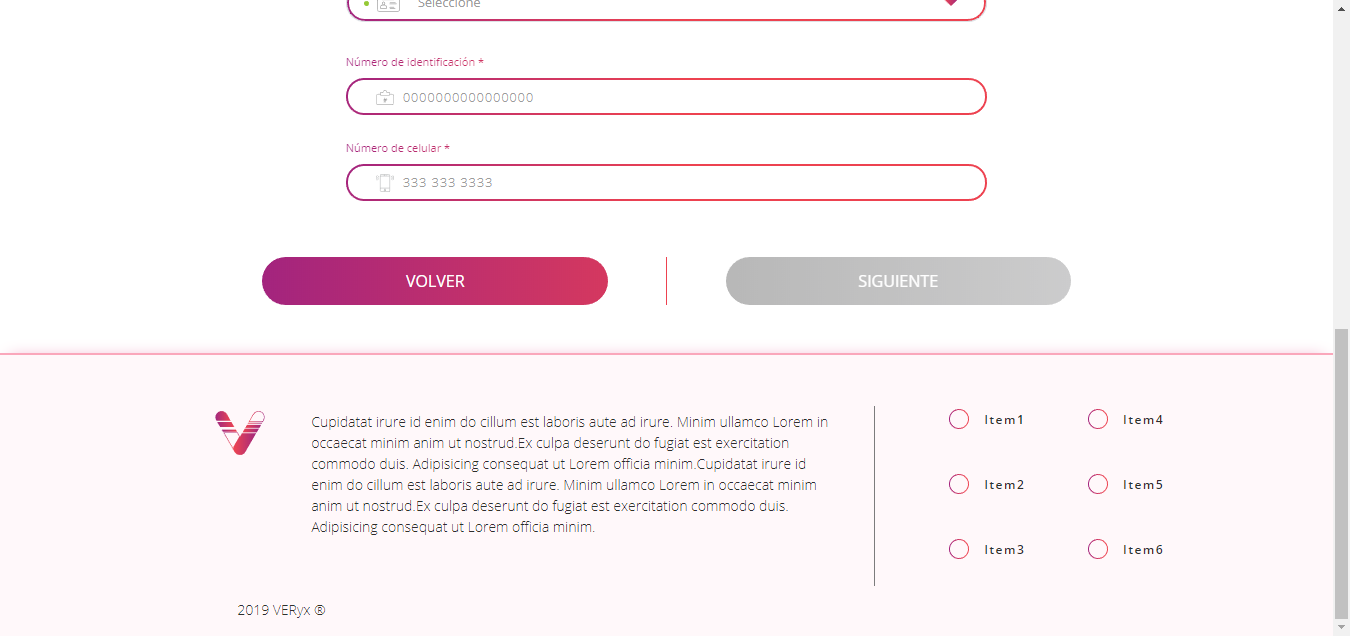 Seleccione
Número de identificación *
0000000000000000
Número de celular *
333 333 3333
VOLVER
SIGUIENTE
Cupidatat irure id enim do cillum est laboris aute ad irure. Minim ullamco Lorem in
occaecat minim anim ut nostrud.Ex culpa deserunt do fugiat est exercitation
commodo duis. Adipisicing consequat ut Lorem officia minim.Cupidatat irure id
enim do cillum est laboris aute ad irure. Minim ullamco Lorem in occaecat minim
anim ut nostrud.Ex culpa deserunt do fugiat est exercitation commodo duis.
Adipisicing consequat ut Lorem officia minim.
Item1
Item4
Item2
Item5
Item3
Item6
2019 VERyx ®